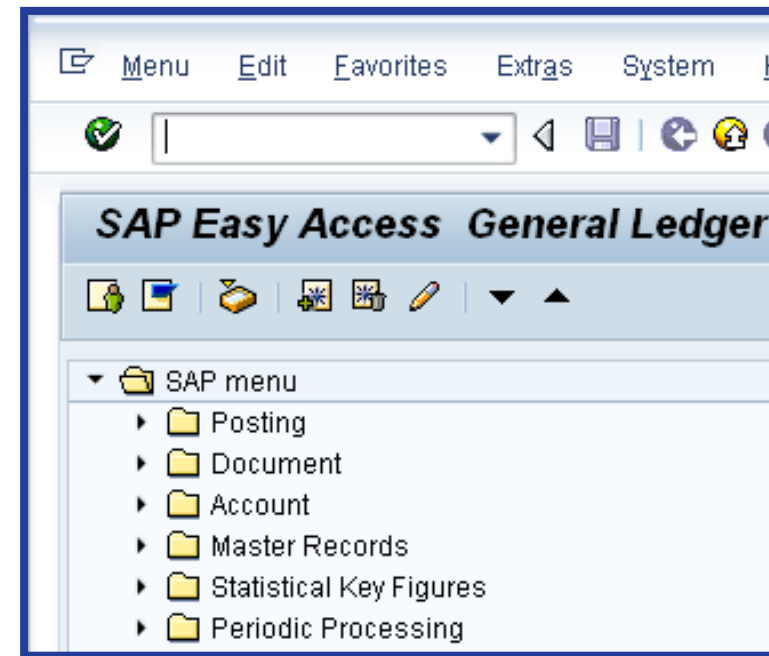 Menu Edit Favorites Extras System
SAP Easy Access General Ledger
SAP menu
Posting
Document
Account
Master Records
Statistical Key Figures
Periodic Processing